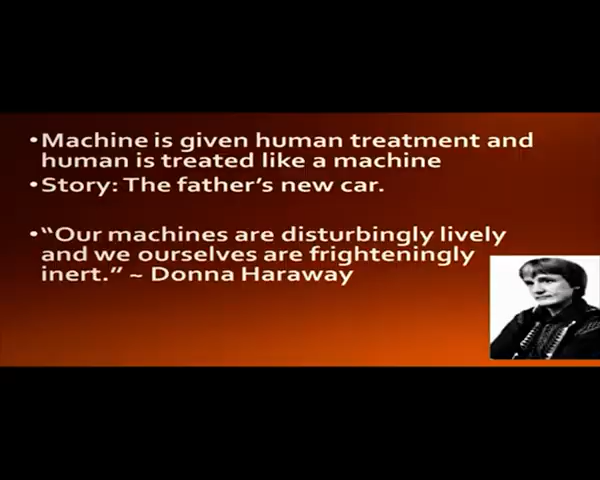 •Machine is given human treatment and
human is treated like a machine
•Story: The father's new car.
•"Our machines are disturbingly lively
and we ourselves are frighteningly
inert." ~ Donna Haraway